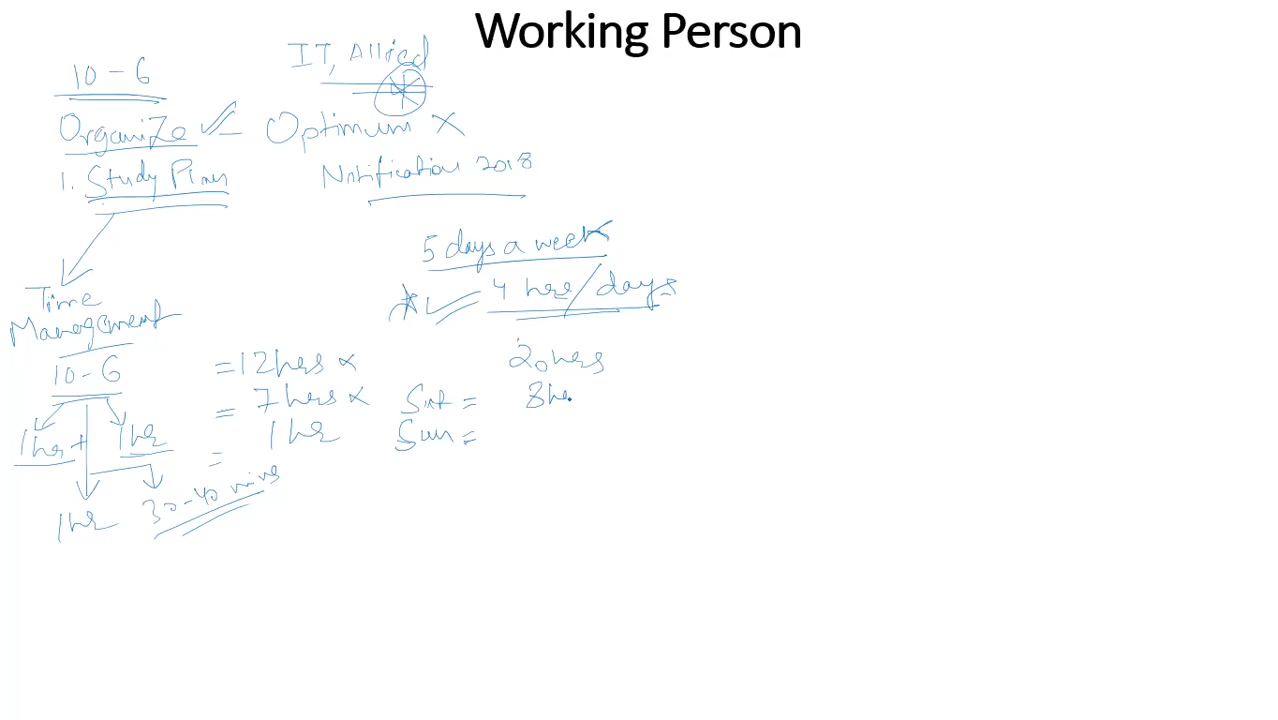 Working Person
IT, Allied
10 - 6
Organize Optimum X
1. Study Plan Notification 2018
5 days a week
4 hrs/days
Time
Management
10 - 6 = 12 hrs x 20 hrs
= 7 hrs x Sat = 8 hr
1 hr + 1 hr = 1 hr Sun =
1 hr 30-40 mins